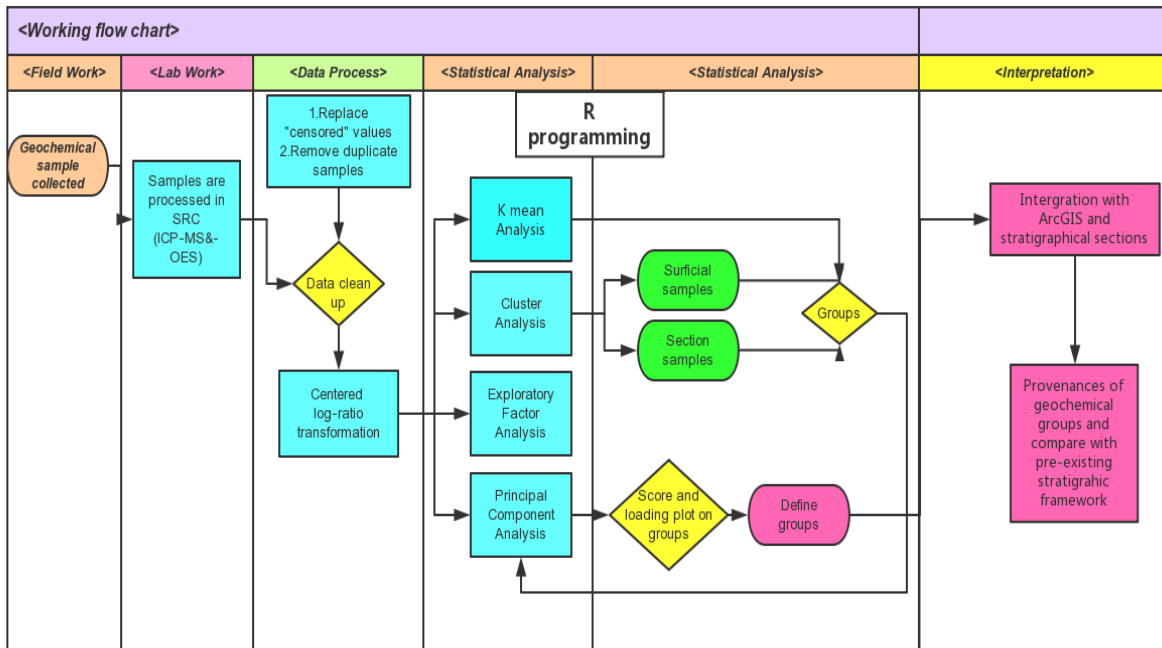 <Working flow chart>
<Field Work>
<Lab Work>
<Data Process>
<Statistical Analysis>
<Statistical Analysis>
<Interpretation>
Geochemical
sample
collected
Samples are
processed in
SRC
(ICP-MS&-
OES)
1.Replace
"censored" values
2.Remove duplicate
samples
Data clean
up
Centered
log-ratio
transformation
R
programming
K mean
Analysis
Cluster
Analysis
Exploratory
Factor
Analysis
Principal
Component
Analysis
Surficial
samples
Section
samples
Groups
Score and
loading plot on
groups
Define
groups
Intergration with
ArcGIS and
stratigraphical
sections
Provenances of
geochemical
groups and
compare with
pre-existing
stratigrahic
framework